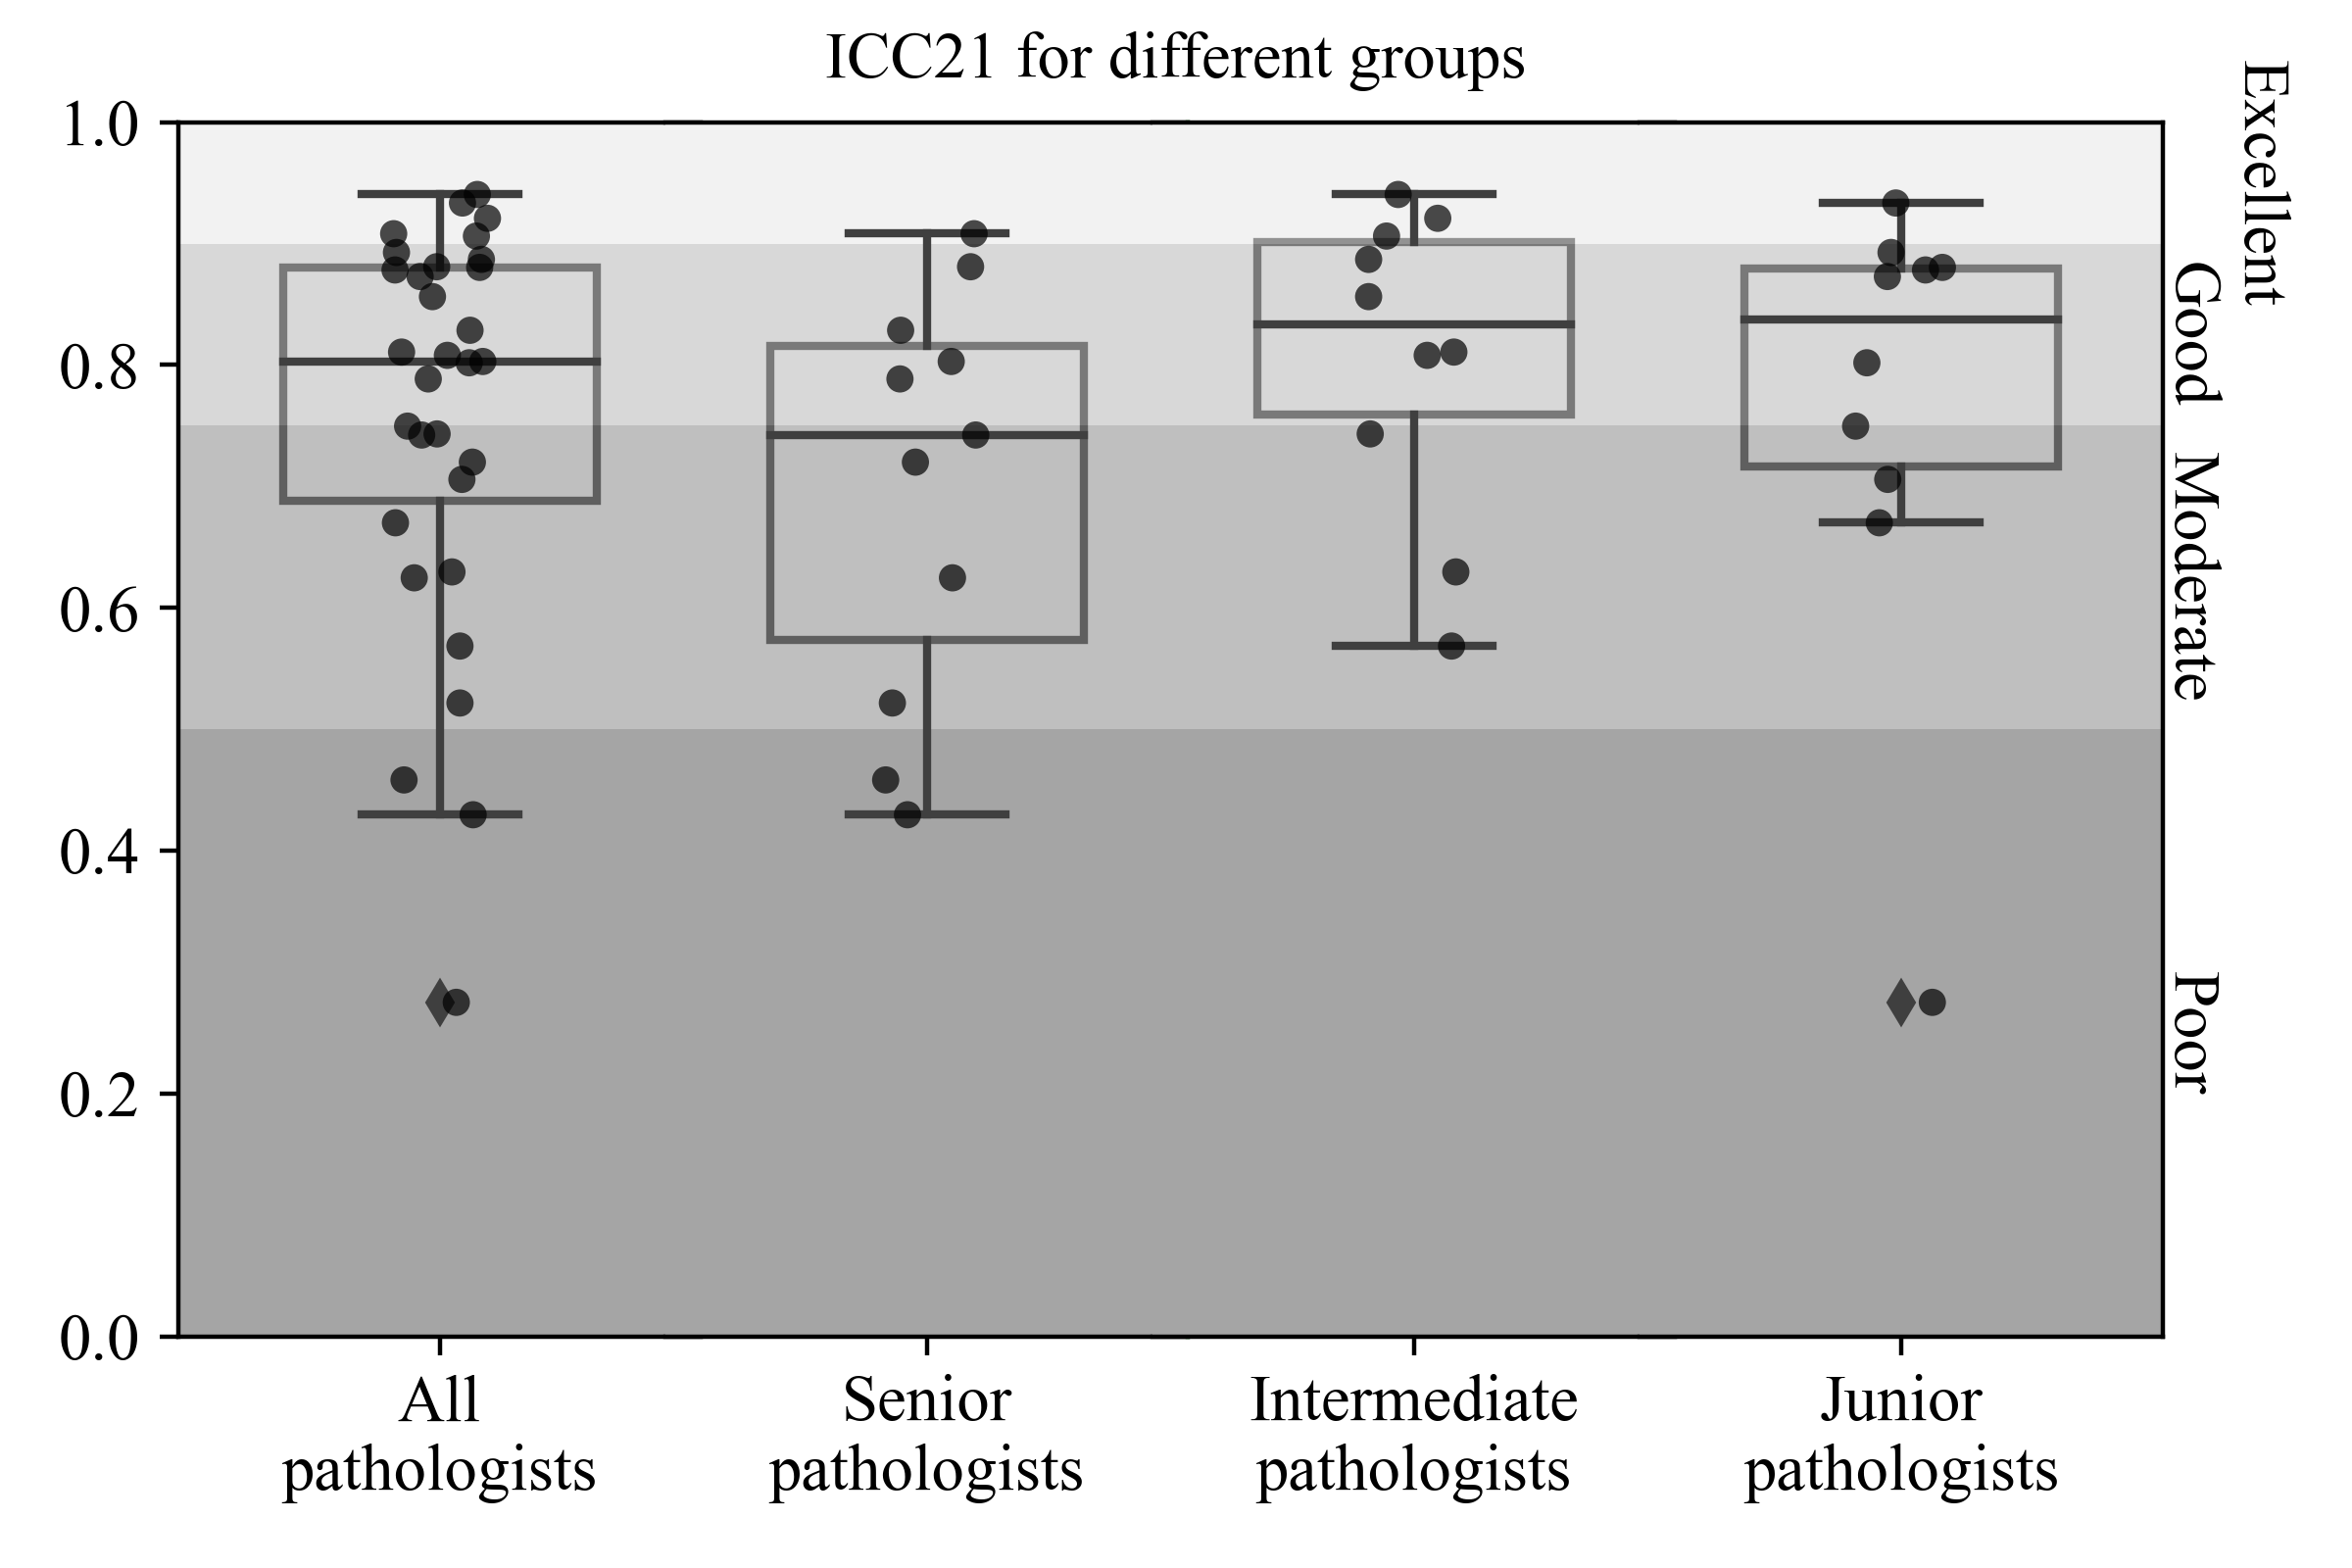 ICC21 for different groups
1.0
0.8
0.6
0.4
0.2
0.0
Excellent
Good
Moderate
Poor
All
pathologists
Senior
pathologists
Intermediate
pathologists
Junior
pathologists